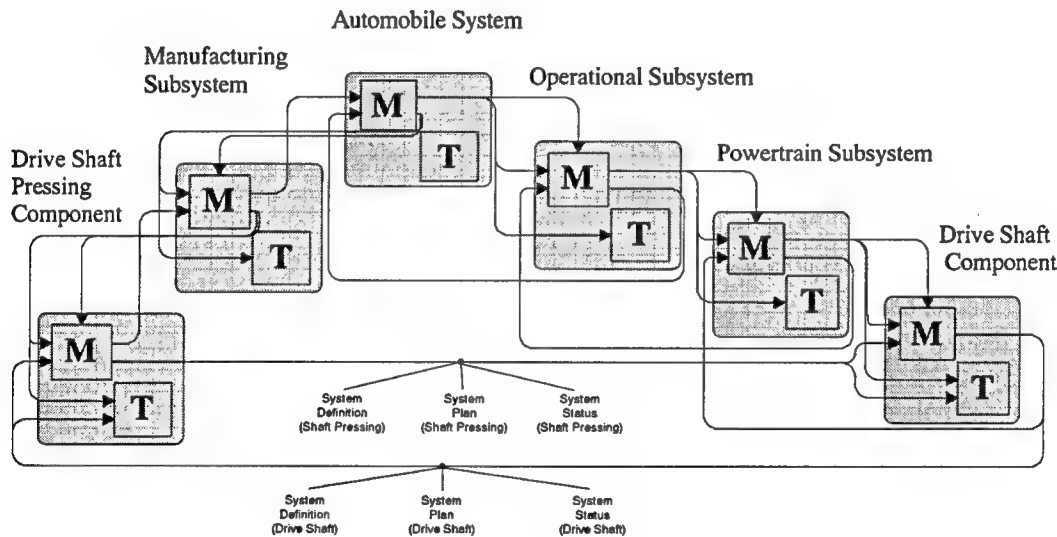 Automobile System
Manufacturing
Subsystem
Operational Subsystem
Powertrain Subsystem
Drive Shaft
Pressing
Component
Drive Shaft
Component
M
T
M
T
M
T
M
T
M
T
M
T
System
Definition
(Shaft Pressing)
System
Plan
(Shaft Pressing)
System
Status
(Shaft Pressing)
System
Definition
(Drive Shaft)
System
Plan
(Drive Shaft)
System
Status
(Drive Shaft)